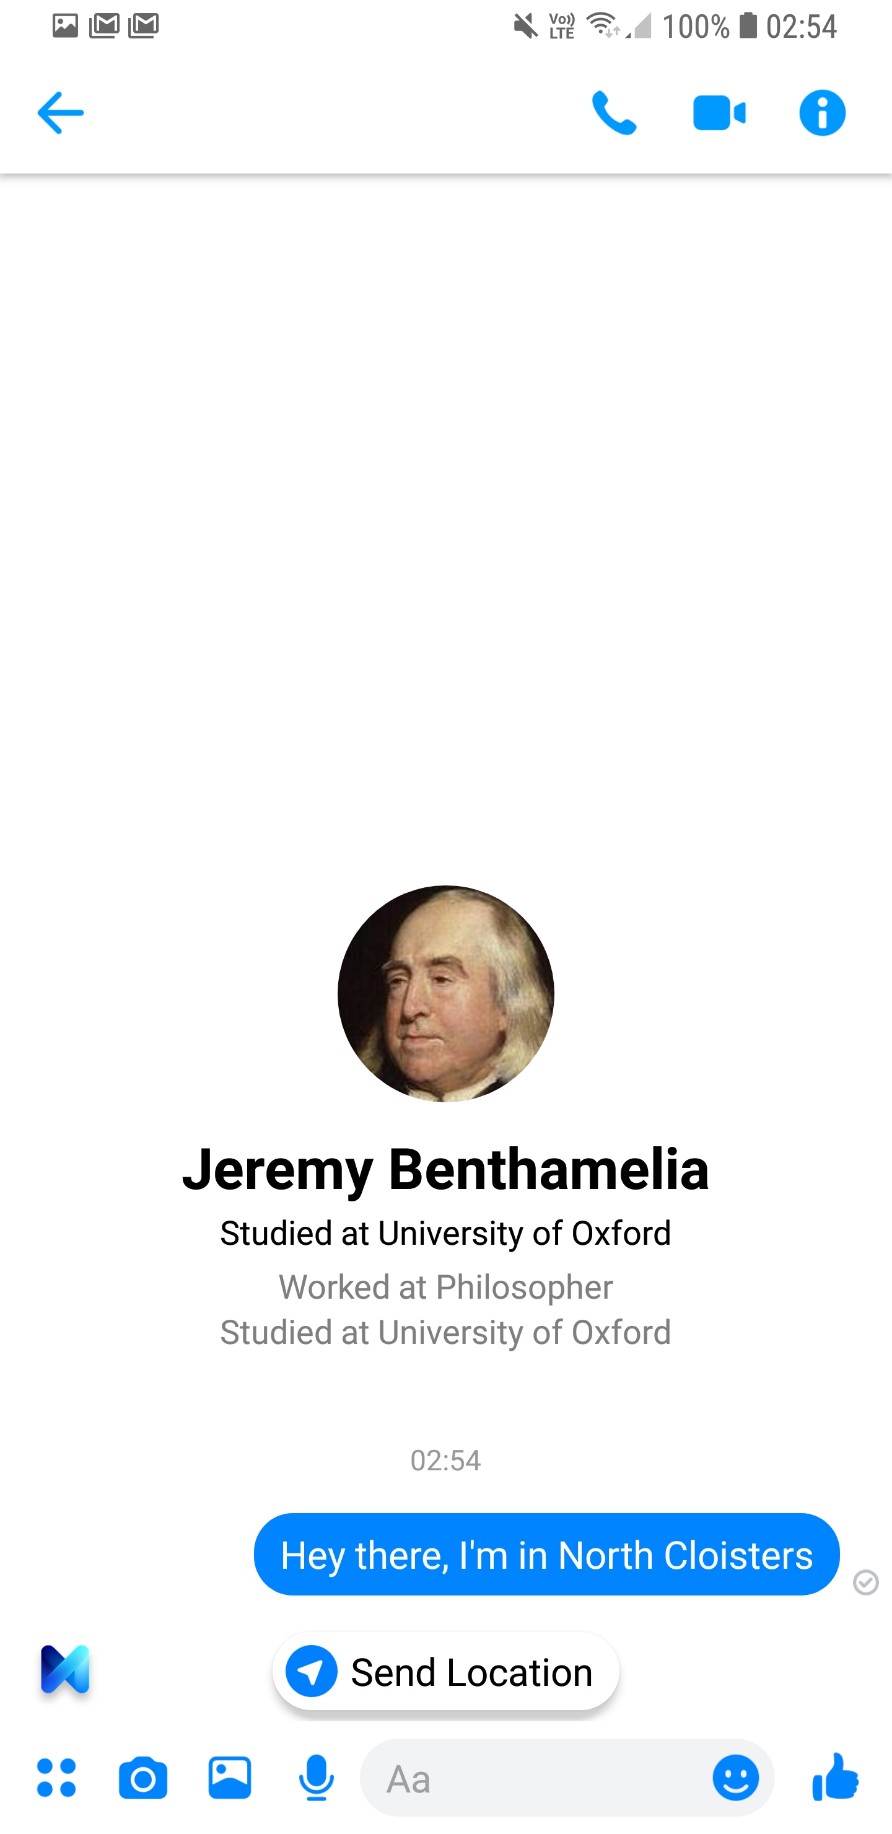 Vo)) LTE 100% 02:54
Jeremy Benthamelia
Studied at University of Oxford
Worked at Philosopher
Studied at University of Oxford
02:54
Hey there, I'm in North Cloisters
Send Location
Aa